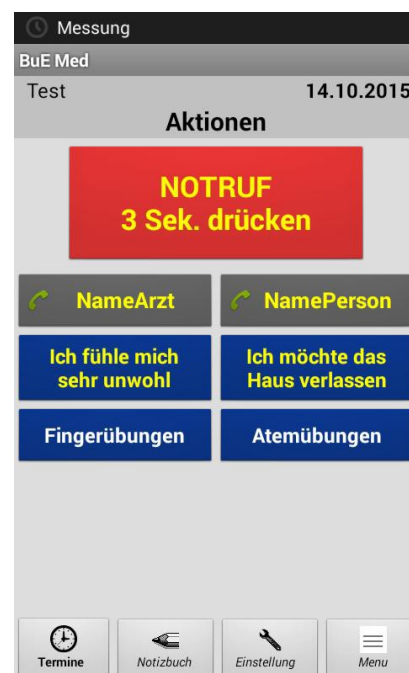 Messung
BuE Med
Test 14.10.2015
Aktionen
NOTRUF
3 Sek. drücken
NameArzt NamePerson
Ich fühle mich
sehr unwohl
Ich möchte das
Haus verlassen
Fingerübungen Atemübungen
Termine Notizbuch Einstellung Menu